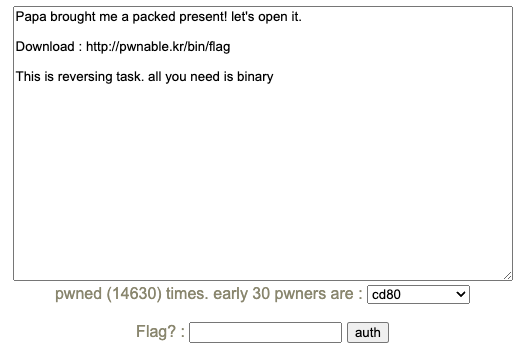 Papa brought me a packed present! let's open it.
Download : http://pwnable.kr/bin/flag
This is reversing task. all you need is binary
pwned (14630) times. early 30 pwners are : cd80
Flag? : auth